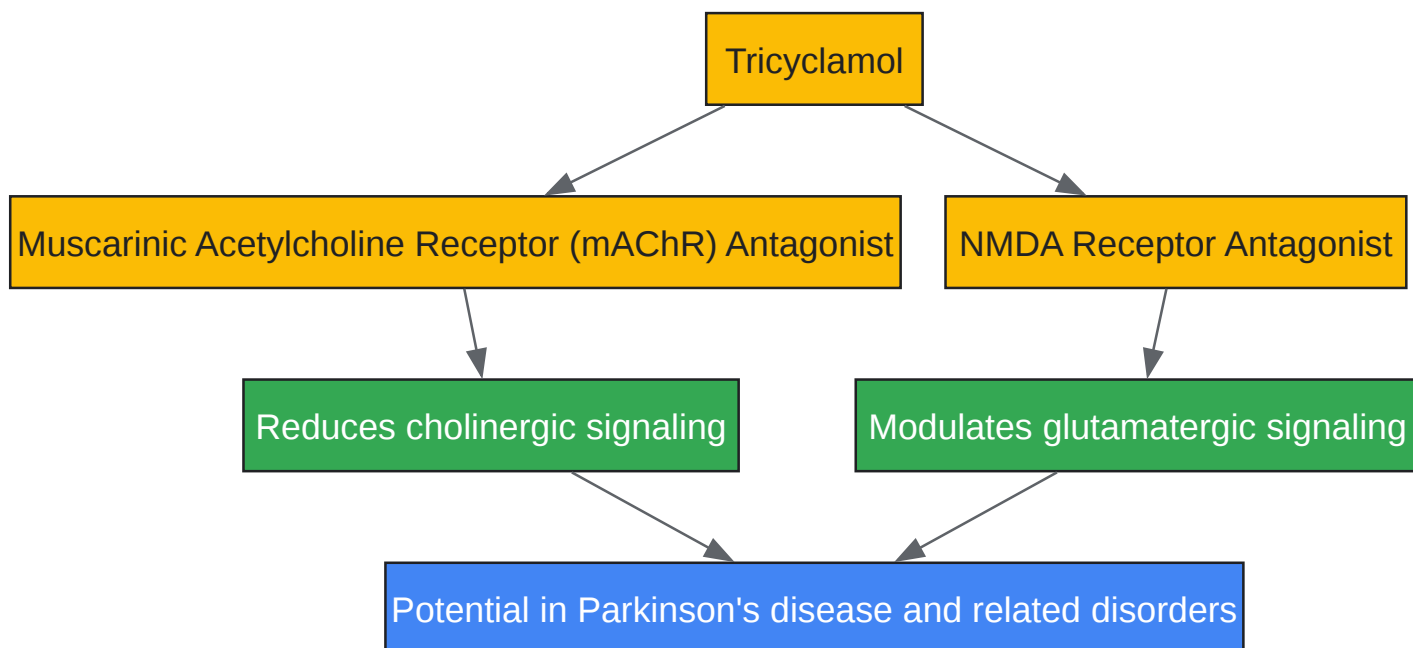 Tricyclamol
Muscarinic Acetylcholine Receptor (mAChR) Antagonist
NMDA Receptor Antagonist
Reduces cholinergic signaling
Modulates glutamatergic signaling
Potential in Parkinson's disease and related disorders